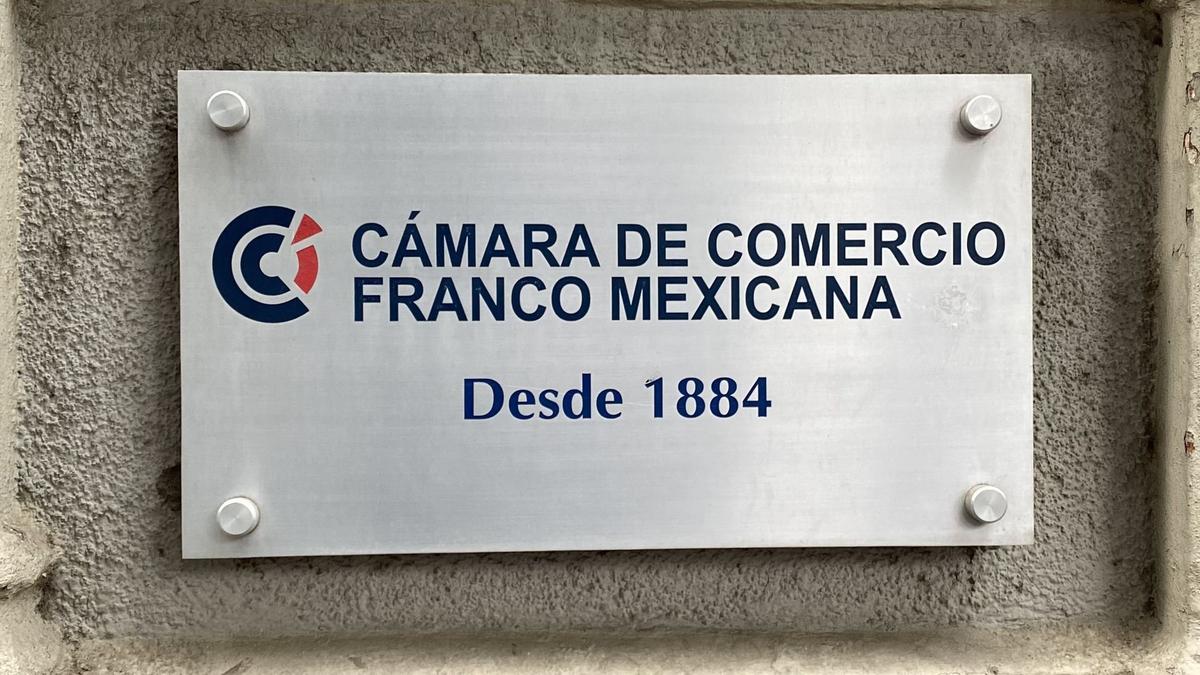 CÁMARA DE COMERCIO
FRANCO MEXICANA
Desde 1884